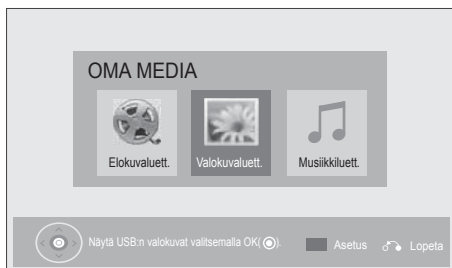 OMA MEDIA
Elokuvaluett.
Valokuvaluett.
Musiikkiluett.
Näytä USB:n valokuvat valitsemalla OK(◉).
Asetus
Lopeta